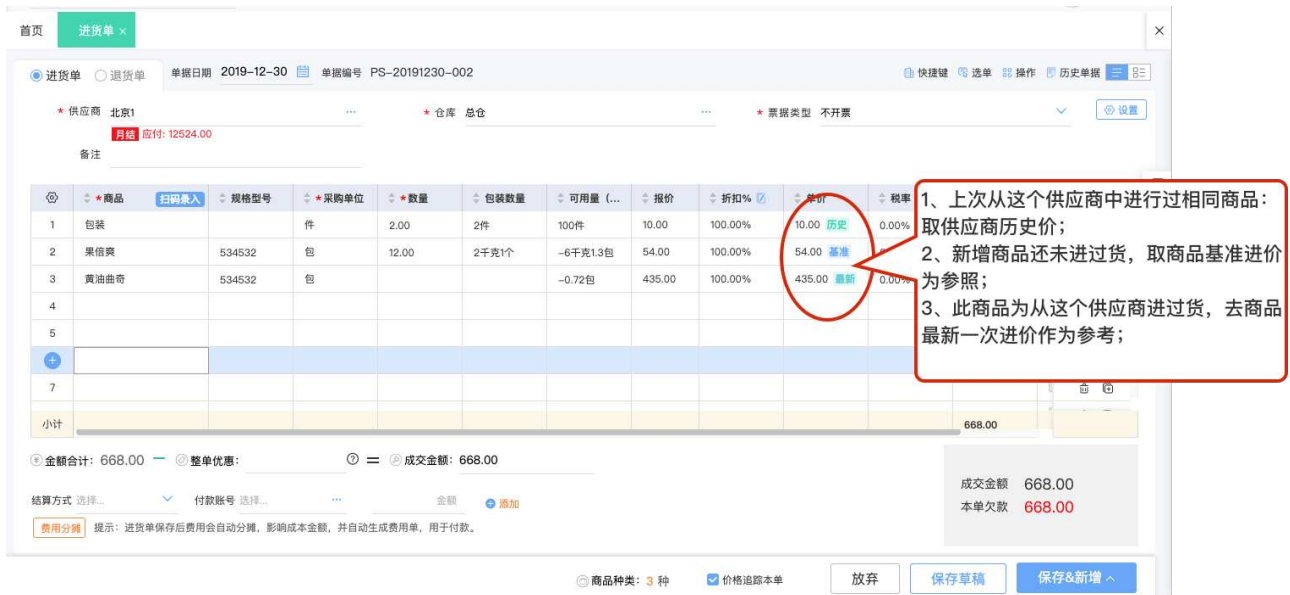 首页 进货单 ×
进货单 退货单 单据日期 2019-12-30 单据编号 PS-20191230-002 快捷键 选单 操作 历史单据
* 供应商 北京1 ... * 仓库 总仓 ... * 票据类型 不开票 设置
月结 应付: 12524.00
备注
*商品 扫码录入 规格型号 *采购单位 *数量 包装数量 可用量 (... 报价 折扣% 单价 税率
1 包装 件 2.00 2件 100件 10.00 100.00% 10.00 历史 0.00%
2 果倍爽 534532 包 12.00 2千克1个 -6千克1.3包 54.00 100.00% 54.00 基准
3 黄油曲奇 534532 包 -0.72包 435.00 100.00% 435.00 最新 0.00%
4
5
7
小计 668.00
1、上次从这个供应商中进行过相同商品：
取供应商历史价；
2、新增商品还未进过货，取商品基准进价
为参照；
3、此商品为从这个供应商进过货，去商品
最新一次进价作为参考；
金额合计: 668.00 整单优惠: = 成交金额: 668.00
成交金额 668.00
本单欠款 668.00
结算方式 选择... 付款账号 选择... ... 金额 添加
费用分摊 提示：进货单保存后费用会自动分摊，影响成本金额，并自动生成费用单，用于付款。
商品种类: 3 种 价格追踪本单 放弃 保存草稿 保存&新增